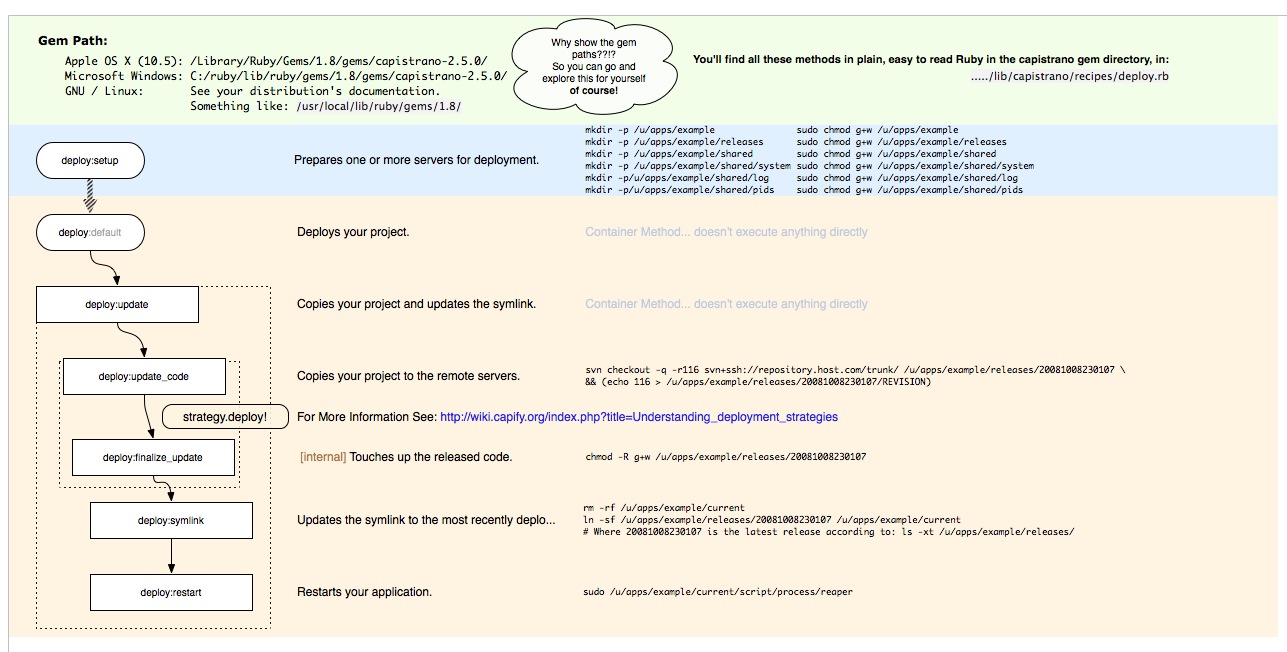 Gem Path:
Apple OS X (10.5): /Library/Ruby/Gems/1.8/gems/capistrano-2.5.0/
Microsoft Windows: C:/ruby/lib/ruby/gems/1.8/gems/capistrano-2.5.0/
GNU / Linux: See your distribution's documentation.
Something like: /usr/local/lib/ruby/gems/1.8/
Why show the gem
paths??!?
So you can go and
explore this for yourself
of course!
You'll find all these methods in plain, easy to read Ruby in the capistrano gem directory, in:
...../lib/capistrano/recipes/deploy.rb
deploy:setup
Prepares one or more servers for deployment.
mkdir -p /u/apps/example sudo chmod g+w /u/apps/example
mkdir -p /u/apps/example/releases sudo chmod g+w /u/apps/example/releases
mkdir -p /u/apps/example/shared sudo chmod g+w /u/apps/example/shared
mkdir -p /u/apps/example/shared/system sudo chmod g+w /u/apps/example/shared/system
mkdir -p/u/apps/example/shared/log sudo chmod g+w /u/apps/example/shared/log
mkdir -p/u/apps/example/shared/pids sudo chmod g+w /u/apps/example/shared/pids
deploy:default
Deploys your project.
Container Method... doesn't execute anything directly
deploy:update
Copies your project and updates the symlink.
Container Method... doesn't execute anything directly
deploy:update_code
Copies your project to the remote servers.
svn checkout -q -r116 svn+ssh://repository.host.com/trunk/ /u/apps/example/releases/20081008230107 \
&& (echo 116 > /u/apps/example/releases/20081008230107/REVISION)
strategy.deploy!
For More Information See: http://wiki.capify.org/index.php?title=Understanding_deployment_strategies
deploy:finalize_update
[internal] Touches up the released code.
chmod -R g+w /u/apps/example/releases/20081008230107
deploy:symlink
Updates the symlink to the most recently deplo...
rm -rf /u/apps/example/current
ln -sf /u/apps/example/releases/20081008230107 /u/apps/example/current
# Where 20081008230107 is the latest release according to: ls -xt /u/apps/example/releases/
deploy:restart
Restarts your application.
sudo /u/apps/example/current/script/process/reaper